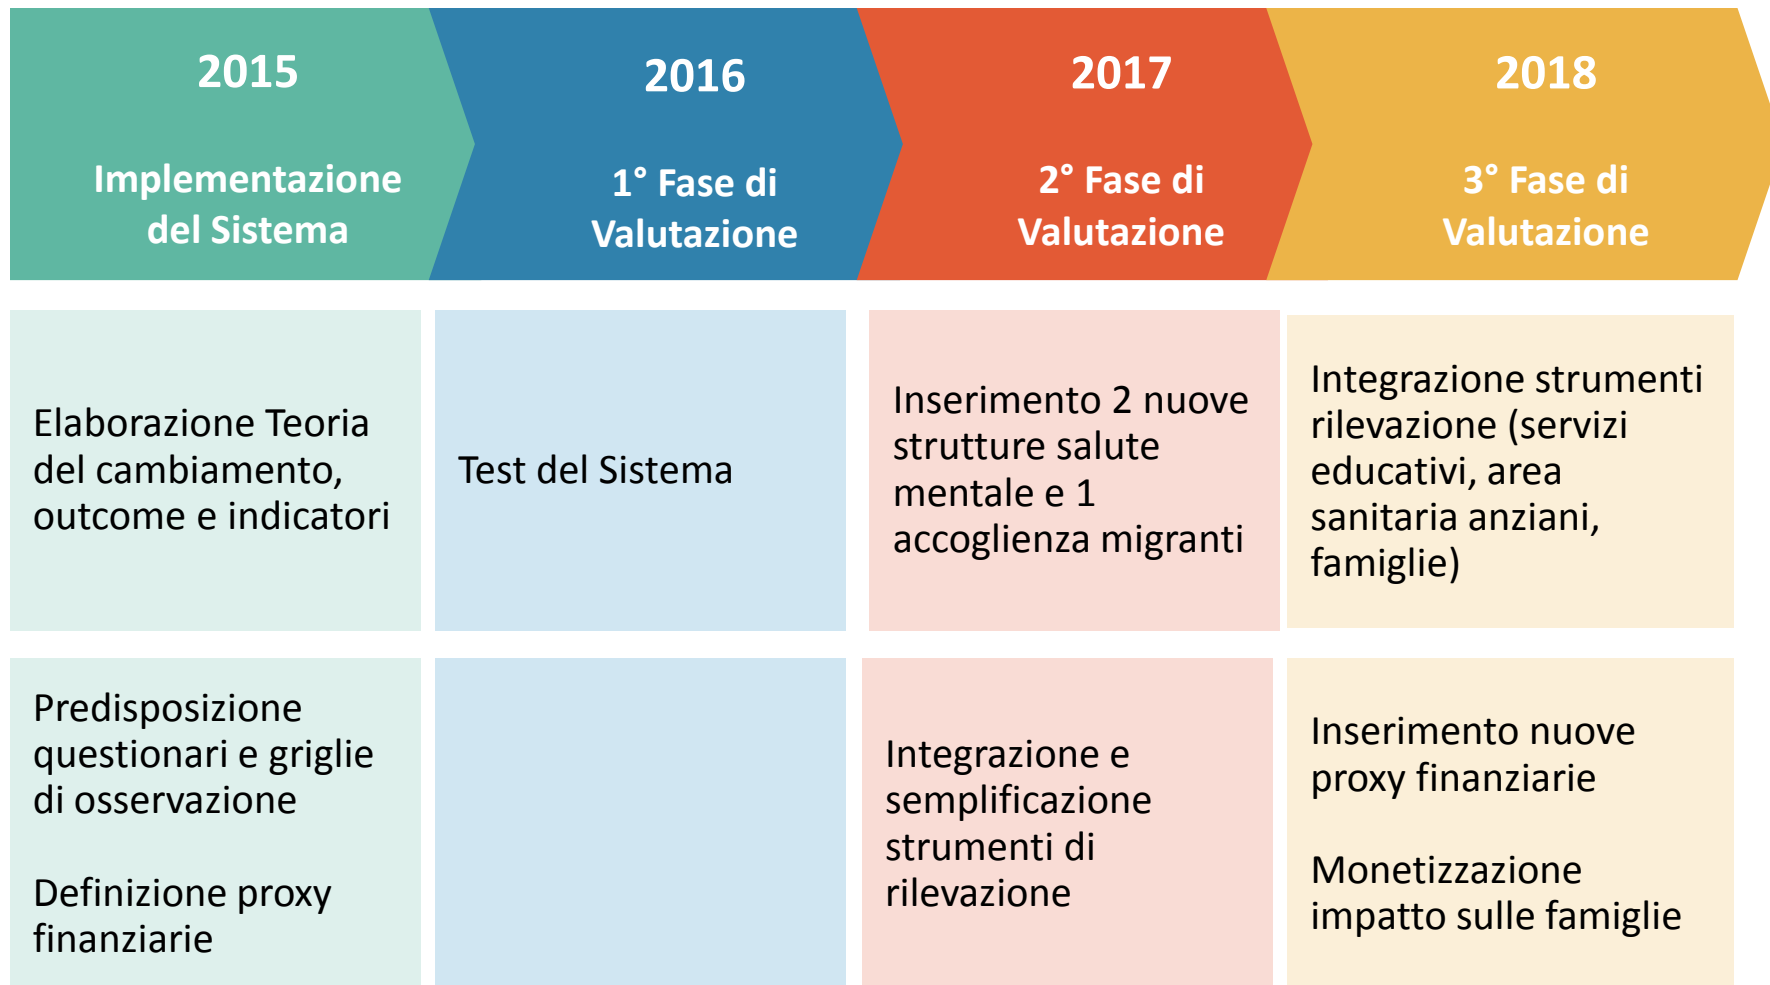 2015
Implementazione
del Sistema
2016
1° Fase di
Valutazione
2017
2° Fase di
Valutazione
2018
3° Fase di
Valutazione
Elaborazione Teoria
del cambiamento,
outcome e indicatori
Test del Sistema
Inserimento 2 nuove
strutture salute
mentale e 1
accoglienza migranti
Integrazione strumenti
rilevazione (servizi
educativi, area
sanitaria anziani,
famiglie)
Predisposizione
questionari e griglie
di osservazione
Definizione proxy
finanziarie
Integrazione e
semplificazione
strumenti di
rilevazione
Inserimento nuove
proxy finanziarie
Monetizzazione
impatto sulle famiglie